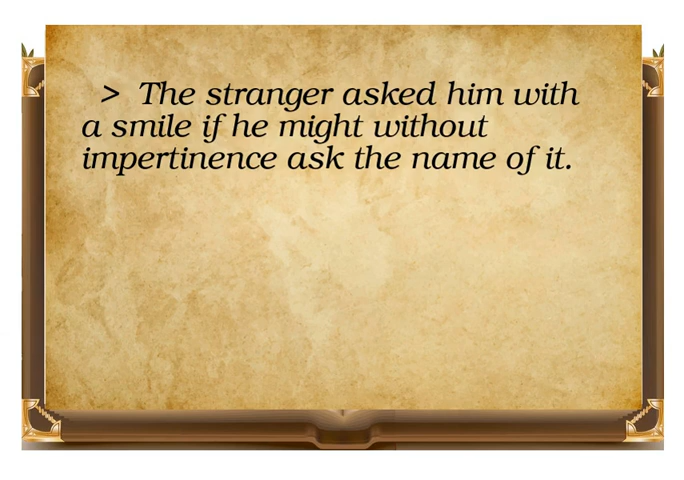 > The stranger asked him with
a smile if he might without
impertinence ask the name of it.